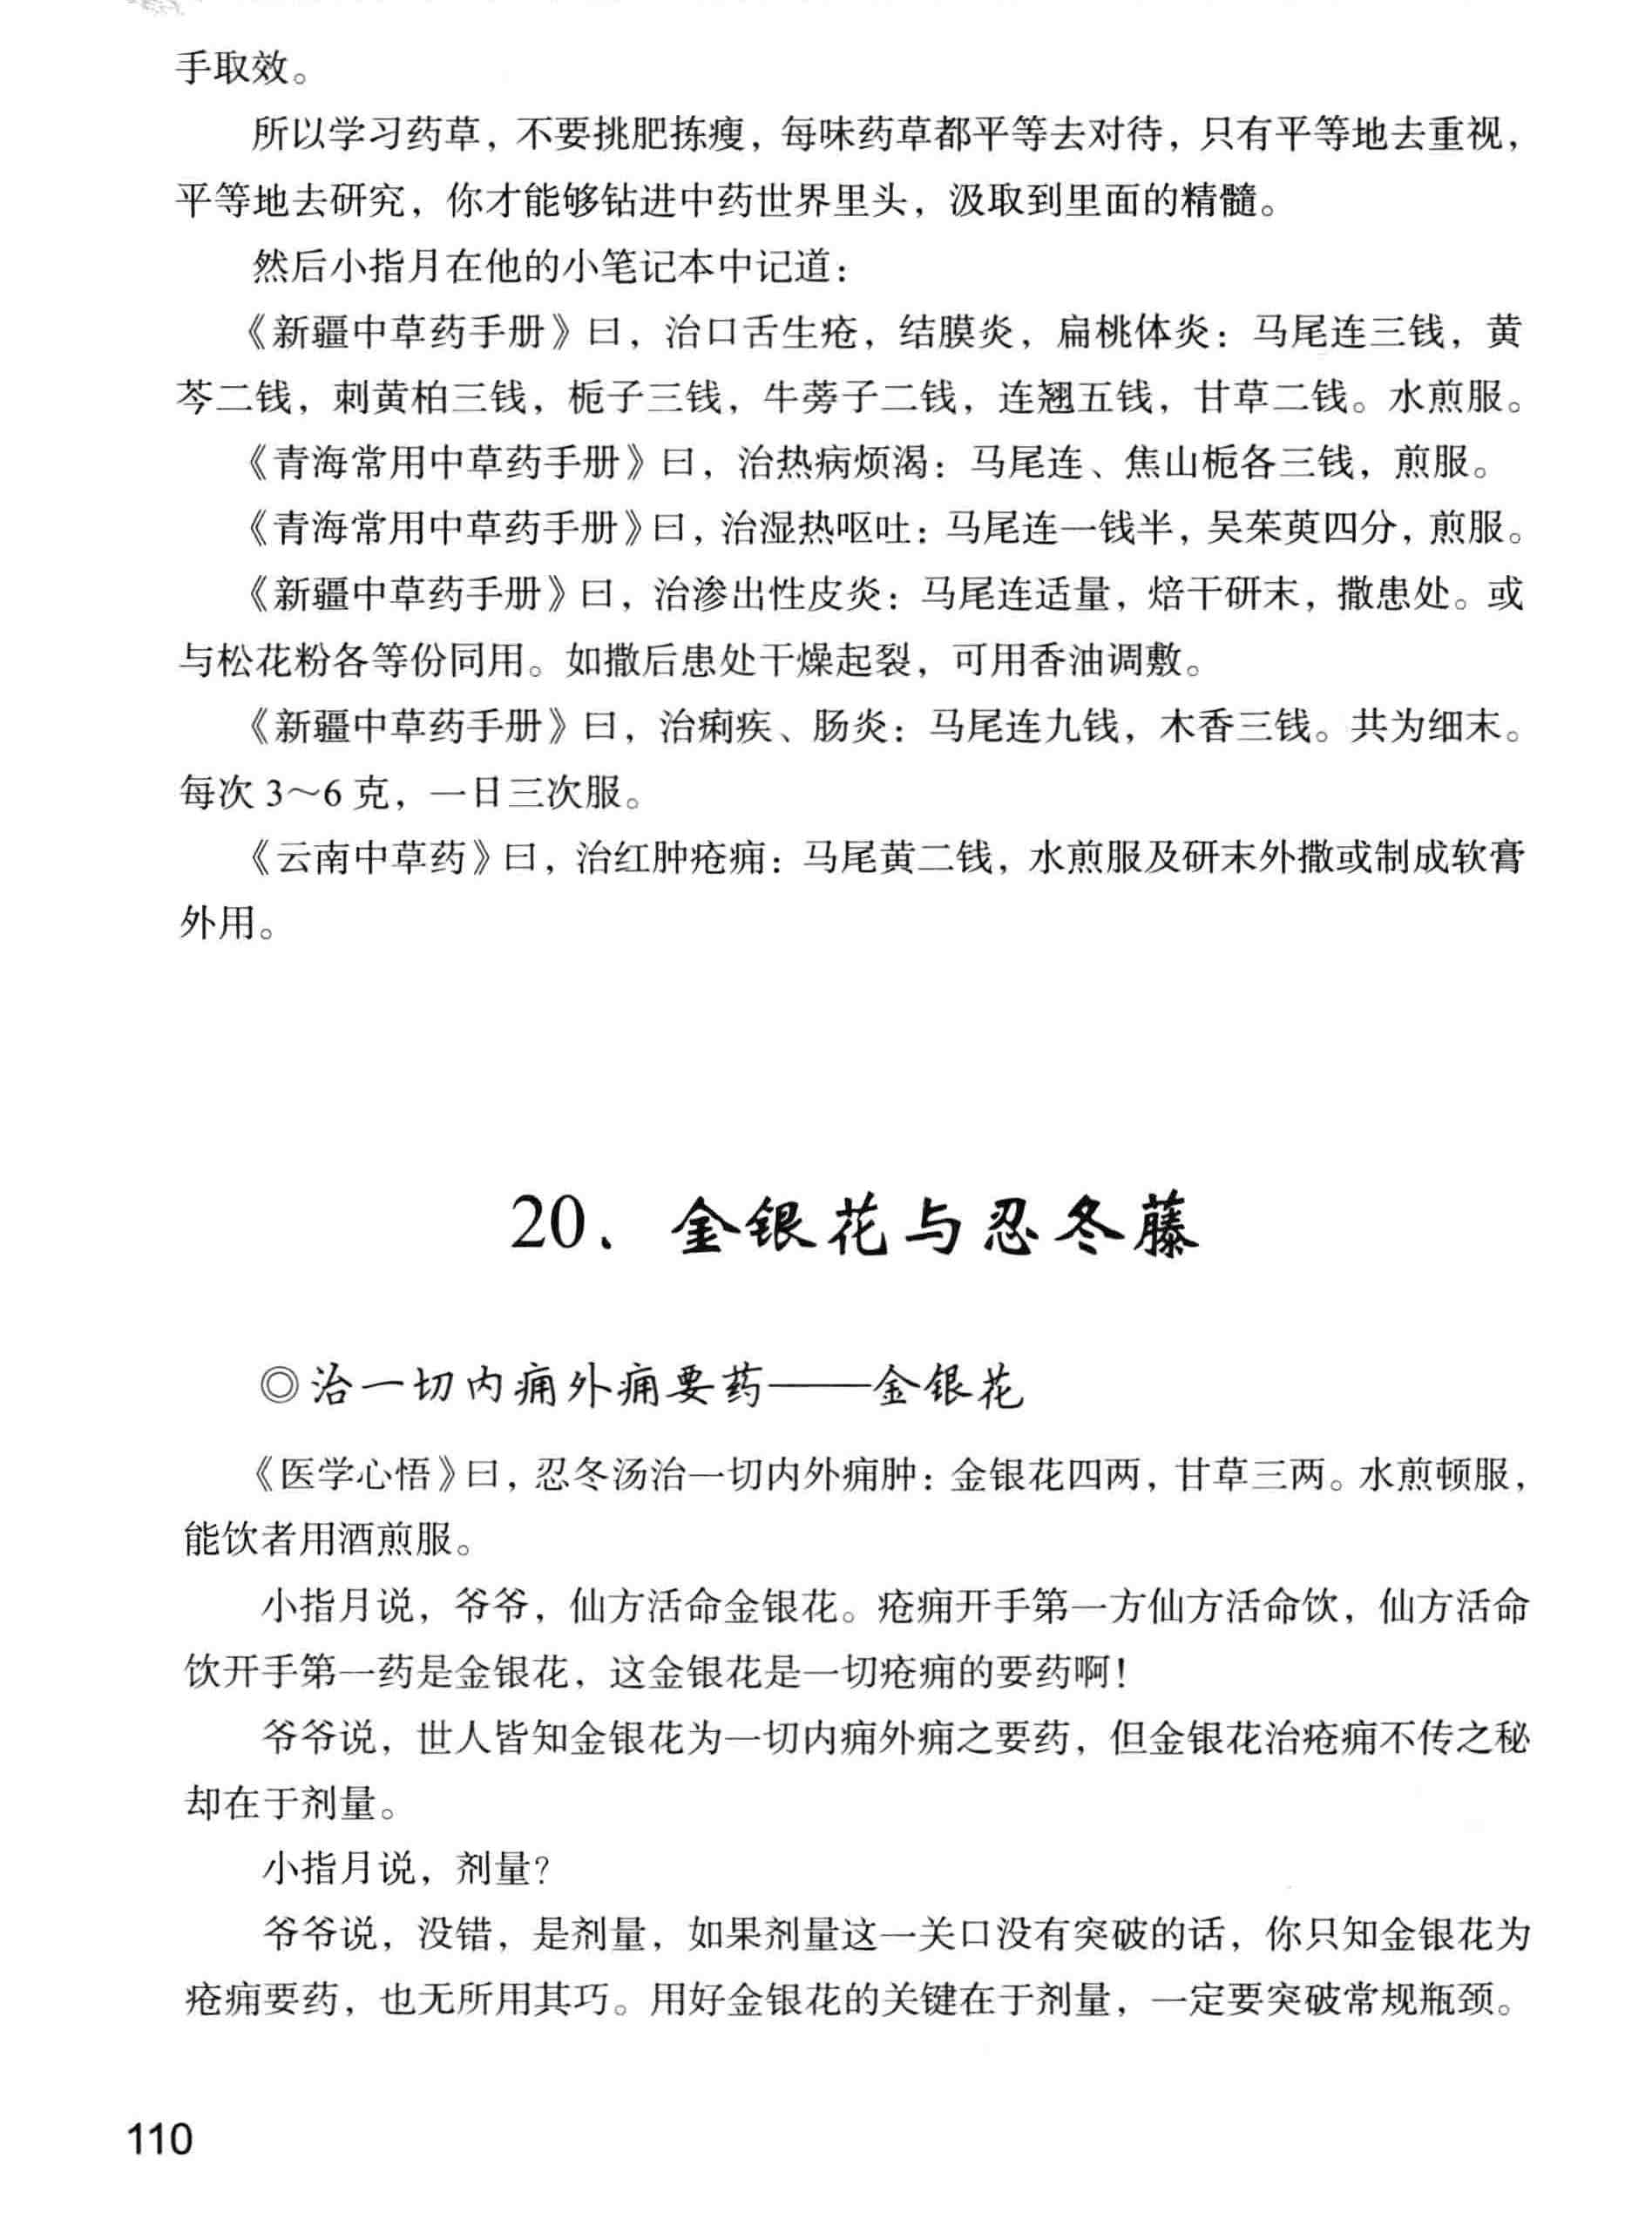 手取效。
所以学习药草，不要挑肥拣瘦，每味药草都平等去对待，只有平等地去重视，
平等地去研究，你才能够钻进中药世界里头，汲取到里面的精髓。
然后小指月在他的小笔记本中记道：
《新疆中草药手册》曰，治口舌生疮，结膜炎，扁桃体炎：马尾连三钱，黄
芩二钱，刺黄柏三钱，栀子三钱，牛蒡子二钱，连翘五钱，甘草二钱。水煎服。
《青海常用中草药手册》曰，治热病烦渴：马尾连、焦山栀各三钱，煎服。
《青海常用中草药手册》曰，治湿热呕吐：马尾连一钱半，吴茱萸四分，煎服。
《新疆中草药手册》曰，治渗出性皮炎：马尾连适量，焙干研末，撒患处。或
与松花粉各等份同用。如撒后患处干燥起裂，可用香油调敷。
《新疆中草药手册》曰，治痢疾、肠炎：马尾连九钱，木香三钱。共为细末。
每次 3～6 克，一日三次服。
《云南中草药》曰，治红肿疮痈：马尾黄二钱，水煎服及研末外撒或制成软膏
外用。
20、金银花与忍冬藤
◎治一切内痈外痈要药——金银花
《医学心悟》曰，忍冬汤治一切内外痈肿：金银花四两，甘草三两。水煎顿服，
能饮者用酒煎服。
小指月说，爷爷，仙方活命金银花。疮痈开手第一方仙方活命饮，仙方活命
饮开手第一药是金银花，这金银花是一切疮痈的要药啊！
爷爷说，世人皆知金银花为一切内痈外痈之要药，但金银花治疮痈不传之秘
却在于剂量。
小指月说，剂量？
爷爷说，没错，是剂量，如果剂量这一关口没有突破的话，你只知金银花为
疮痈要药，也无所用其巧。用好金银花的关键在于剂量，一定要突破常规瓶颈。
110